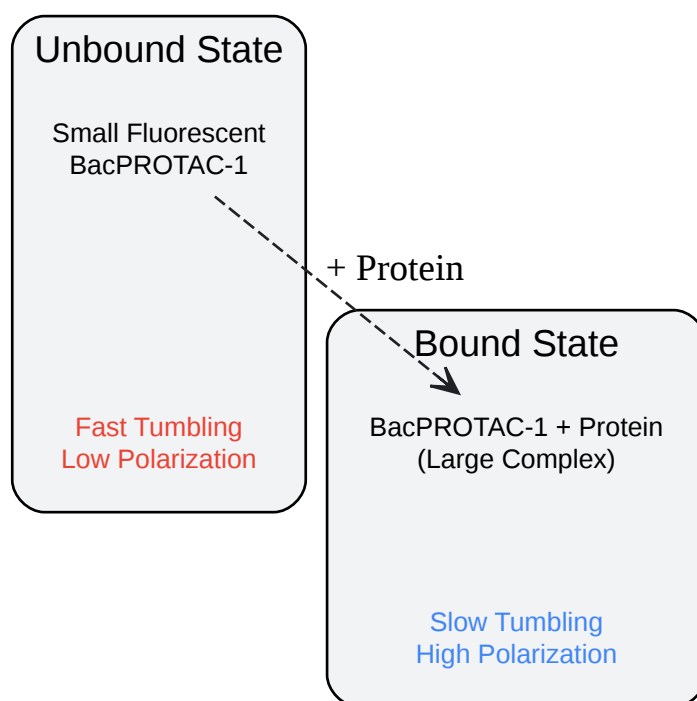 Unbound State
Small Fluorescent
BacPROTAC-1
Fast Tumbling
Low Polarization
+ Protein
Bound State
BacPROTAC-1 + Protein
(Large Complex)
Slow Tumbling
High Polarization